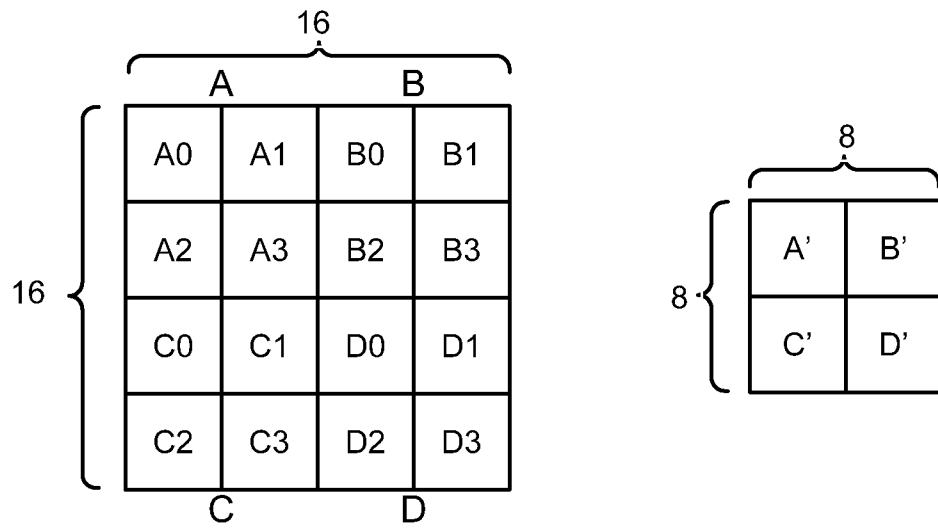 16
A B
A0 A1 B0 B1
8
A2 A3 B2 B3
A’ B’
16
8
C0 C1 D0 D1
C’ D’
C2 C3 D2 D3
C D